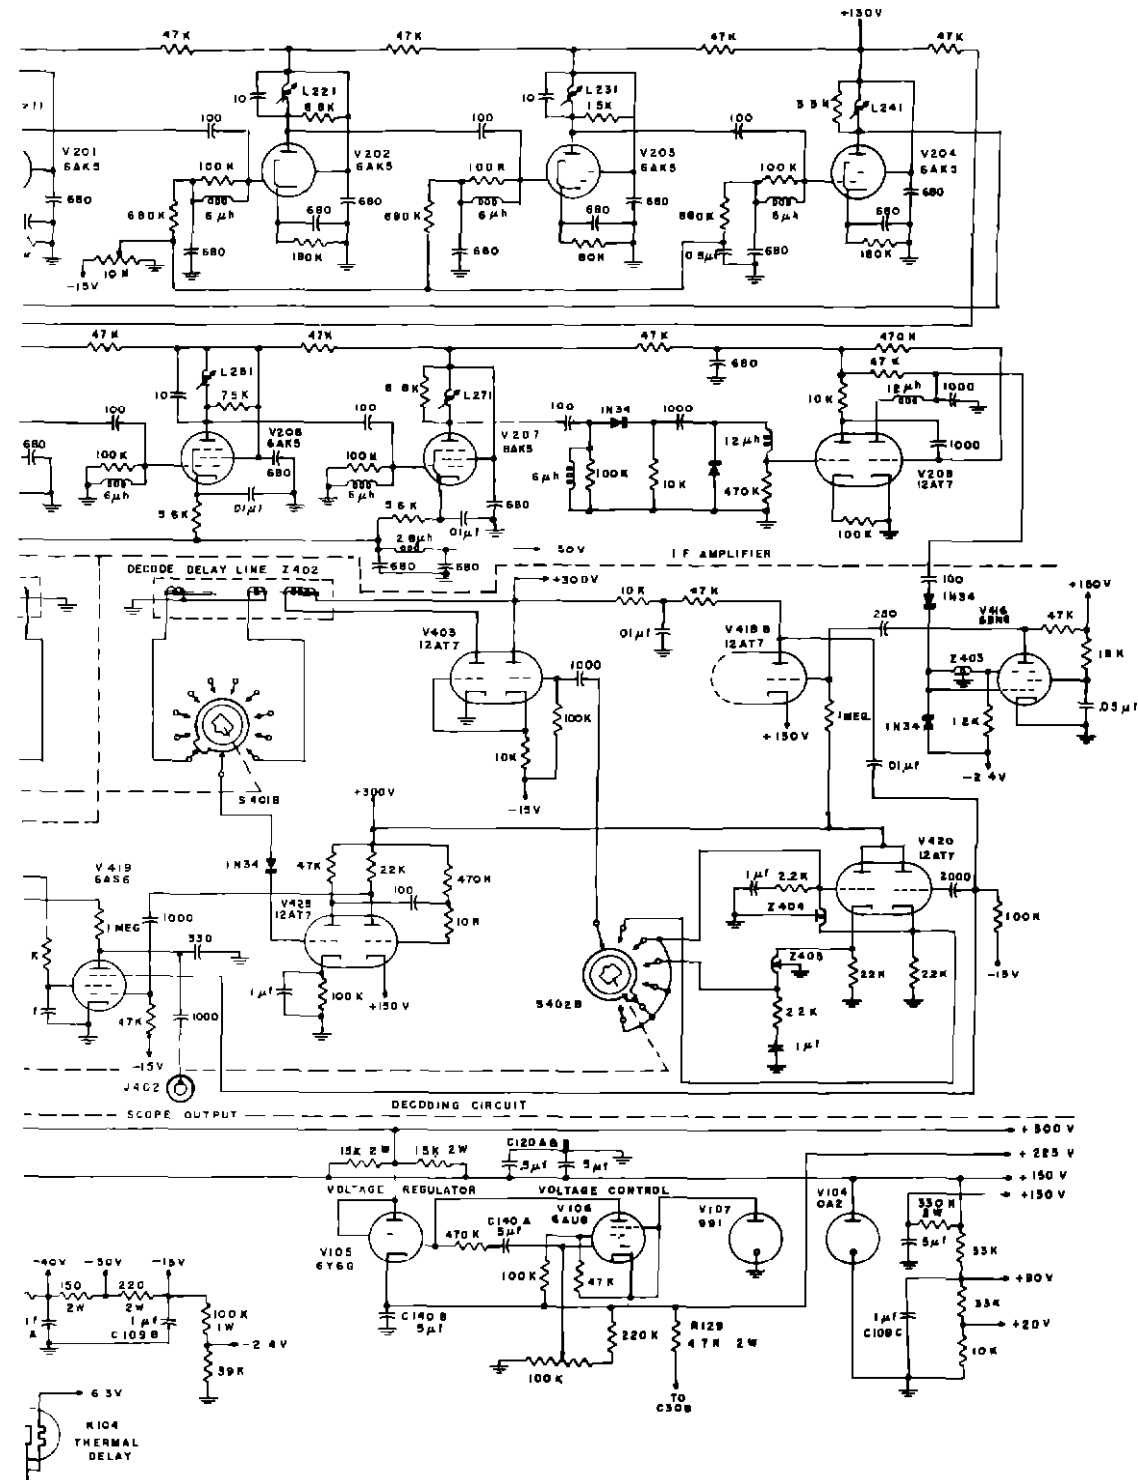 +130V
47K
47K
47K
47K
L221
6.8K
10
L231
1.5K
10
3.3K
L241
100
100
100
V201
6AK5
V202
6AK5
V203
6AK5
V204
6AK5
100K
100K
100K
680
680K
6µh
680
680K
6µh
680
680K
6µh
680
680
680
680
680
680
680
180K
80K
0.5µf
180K
10K
-15V
47K
47K
47K
470K
680
47K
L251
10
7.5K
6.8K
L271
12µh
1000
10K
100
100
100
1N34
1000
V206
6AK5
V207
6AK5
12µh
1000
V208
12AT7
680
100K
6µh
680
100K
6µh
680
6µh
100K
10K
470K
.01µf
5.6K
5.6K
.01µf
2.8µh
680
680
100K
-50V
IF AMPLIFIER
DECODE DELAY LINE Z402
+300V
10K
47K
.01µf
100
1N34
+150V
V403
12AT7
V418B
12AT7
250
V416
6BN6
47K
18K
1000
Z403
.05µf
100K
1MEG
1N34
1.2K
10K
+150V
.01µf
-2.4V
S401B
-15V
+300V
V419
6AS6
1N34
47K
22K
470K
V420
12AT7
V425
12AT7
100
10K
1µf
2.2K
2000
1MEG
1000
330
Z404
100K
Z405
22K
22K
-15V
1µf
100K
+150V
S402B
2.2K
1µf
47K
1000
-15V
J402
SCOPE OUTPUT
DECODING CIRCUIT
+300V
+225V
+150V
+150V
15K 2W
15K 2W
C120A&B
.5µf
5µf
VOLTAGE REGULATOR
VOLTAGE CONTROL
V106
6AU6
V107
991
V104
OA2
330K
2W
5µf
V105
6Y6G
470K
C140A
5µf
33K
100K
47K
+80V
-40V
-30V
-15V
150
2W
220
2W
1µf
C109B
100K
1W
-2.4V
39K
C140B
5µf
220K
R129
4.7K 2W
1µf
C109C
33K
+20V
10K
100K
TO
C308
6.3V
K104
THERMAL
DELAY